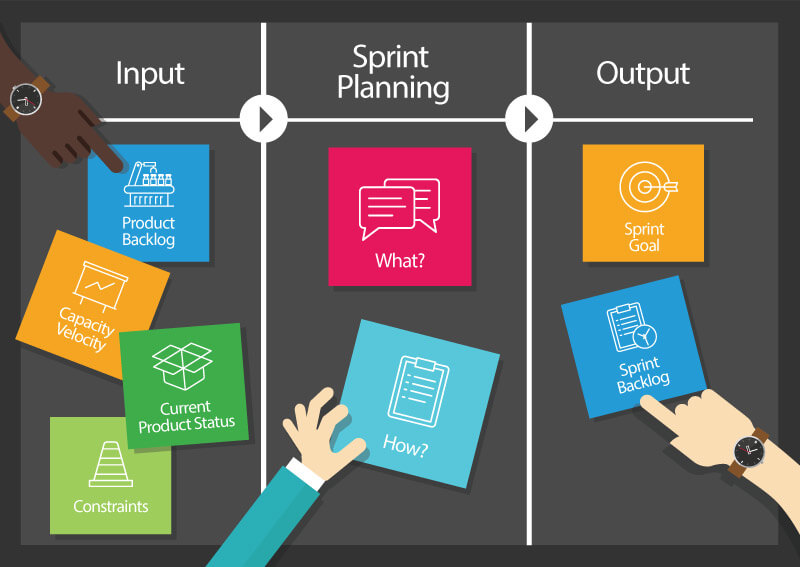 Input
Product
Backlog
Capacity
Velocity
Current
Product Status
Constraints
Sprint
Planning
What?
How?
Output
Sprint
Goal
Sprint
Backlog